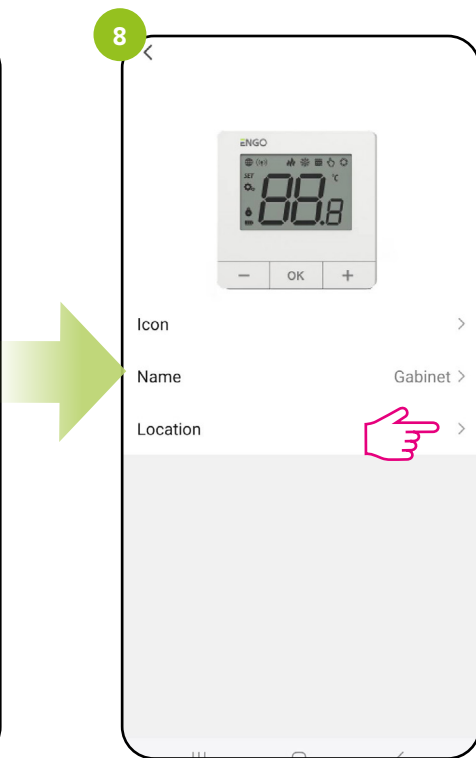 8
ENGO
SET
°C
88.8
− OK +
Icon >
Name Gabinet >
Location >